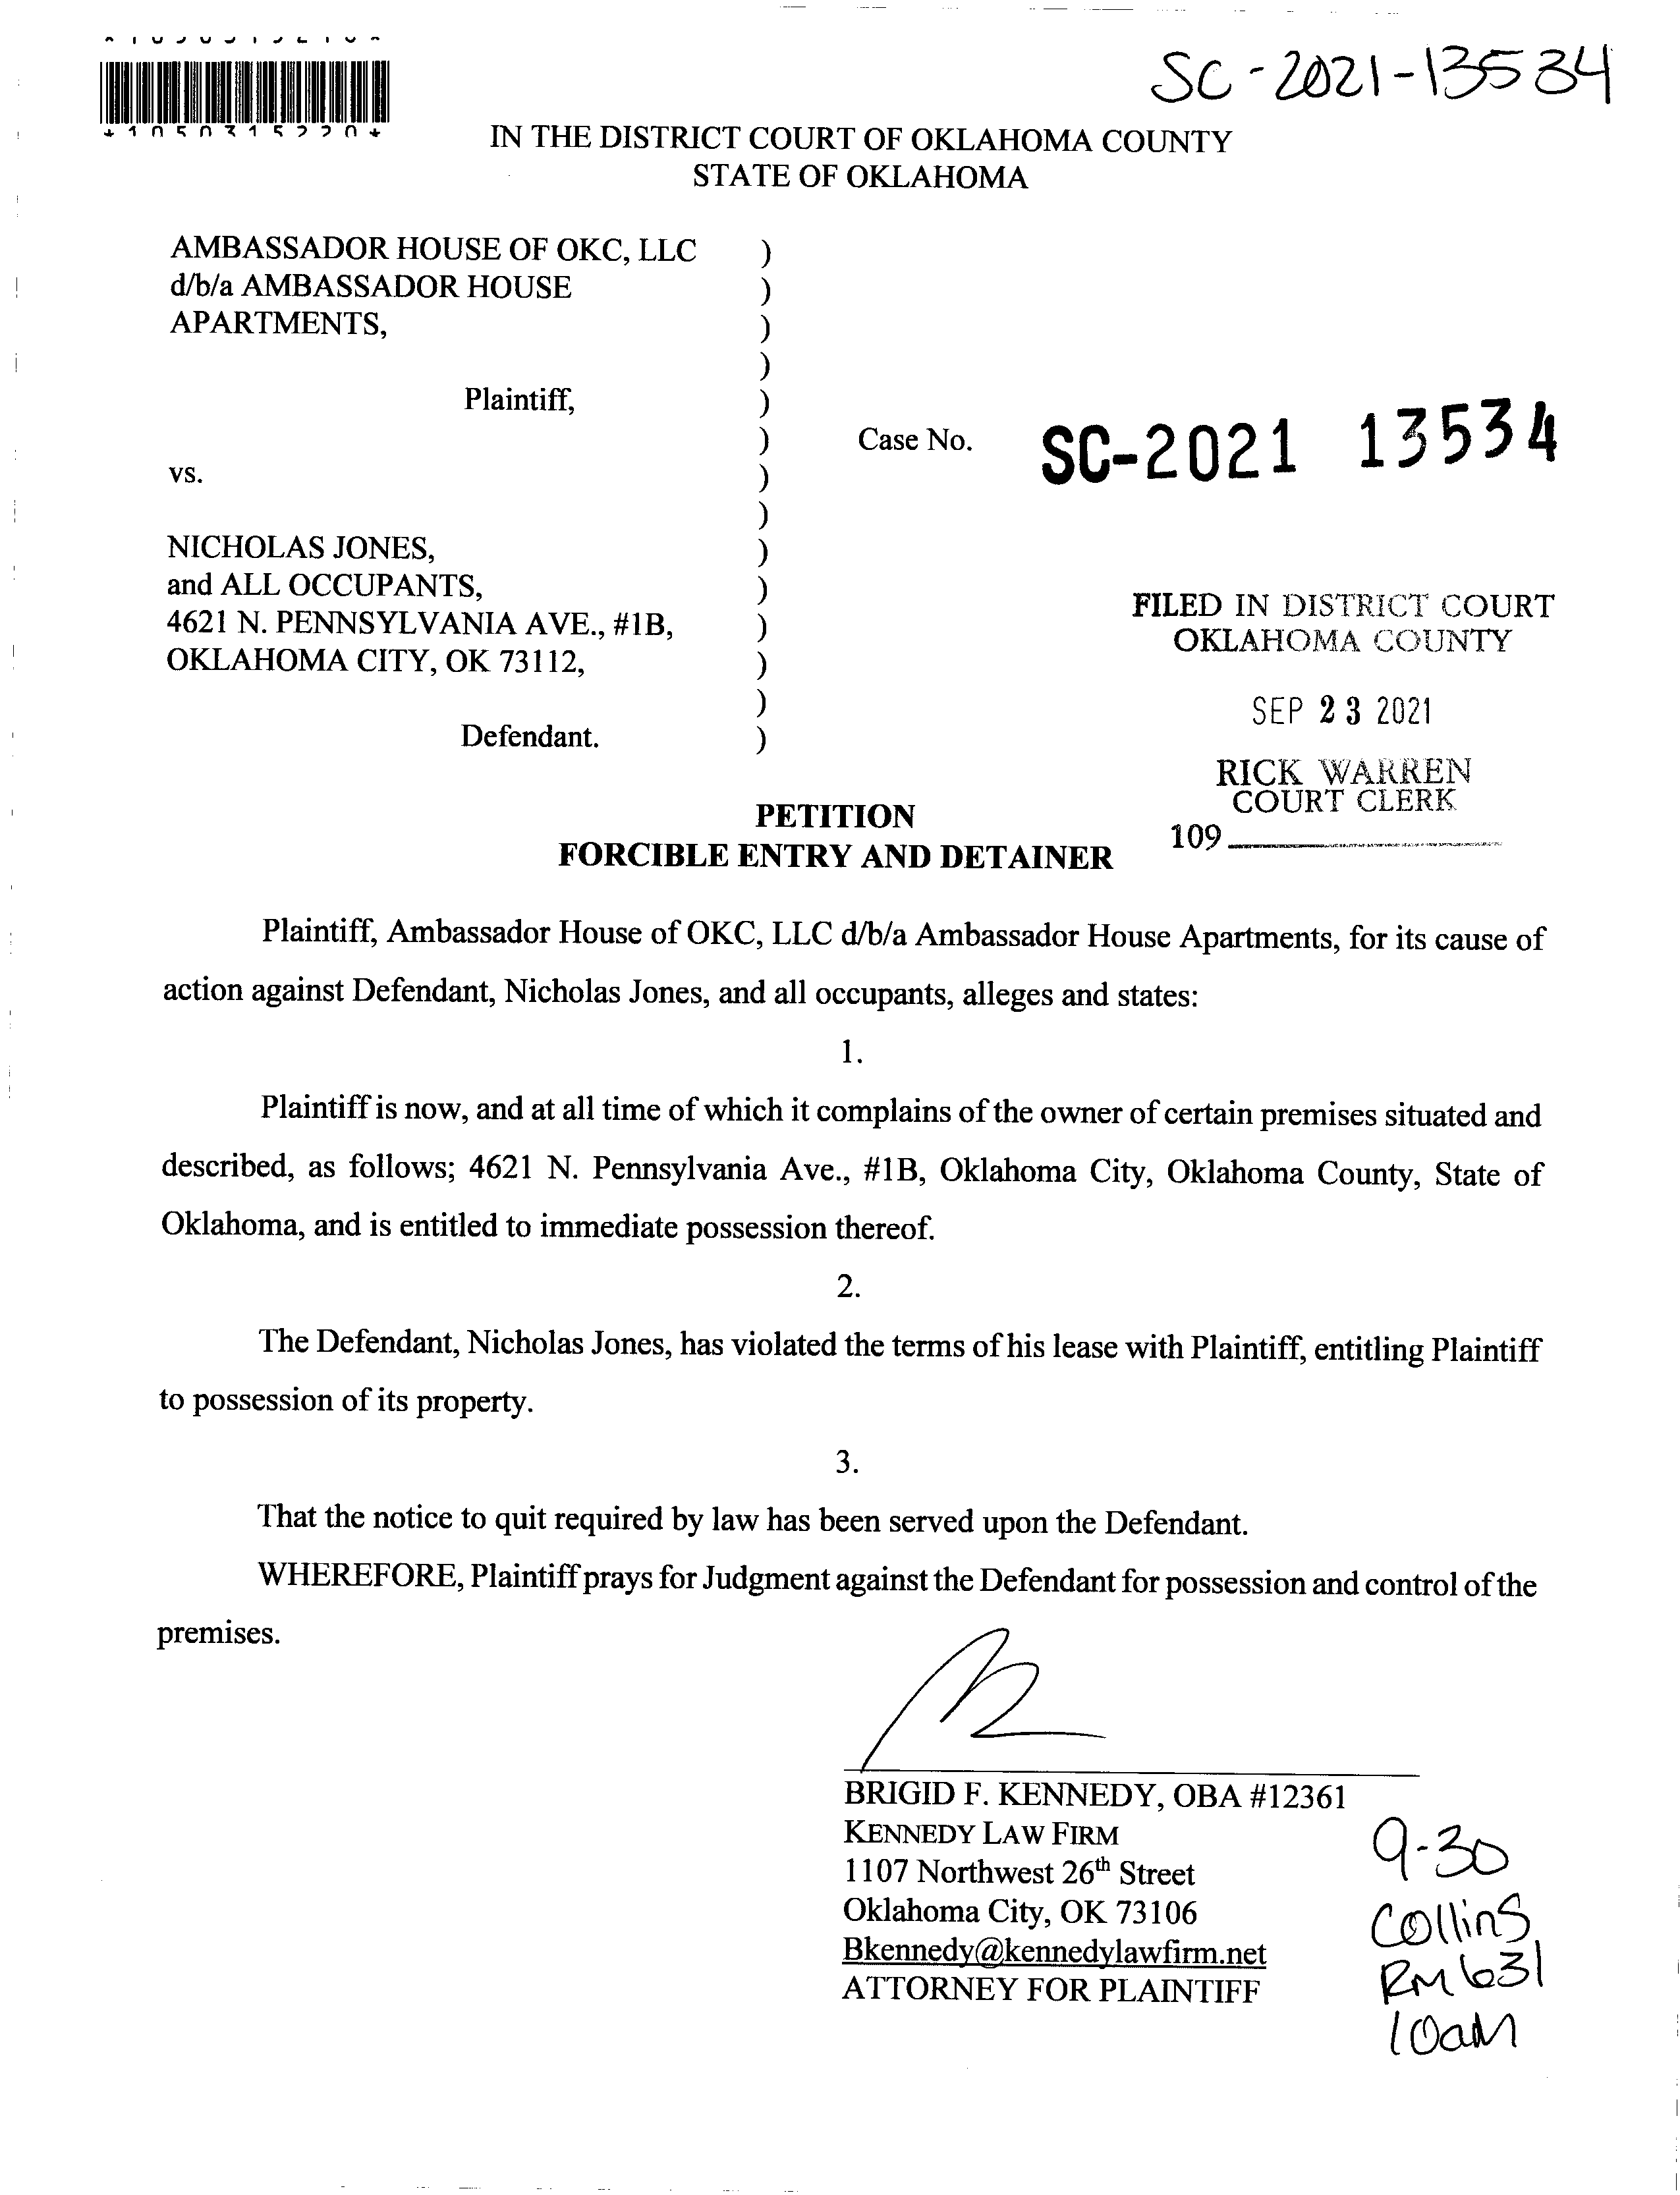 SC-2021-13534
*1050315220*
IN THE DISTRICT COURT OF OKLAHOMA COUNTY
STATE OF OKLAHOMA
AMBASSADOR HOUSE OF OKC, LLC )
d/b/a AMBASSADOR HOUSE )
APARTMENTS, )
)
Plaintiff, )
) Case No. SC-2021 13534
vs. )
)
NICHOLAS JONES, )
and ALL OCCUPANTS, )
4621 N. PENNSYLVANIA AVE., #1B, )
OKLAHOMA CITY, OK 73112, )
)
Defendant. )
FILED IN DISTRICT COURT
OKLAHOMA COUNTY
SEP 23 2021
RICK WARREN
COURT CLERK
109
PETITION
FORCIBLE ENTRY AND DETAINER
Plaintiff, Ambassador House of OKC, LLC d/b/a Ambassador House Apartments, for its cause of
action against Defendant, Nicholas Jones, and all occupants, alleges and states:
1.
Plaintiff is now, and at all time of which it complains of the owner of certain premises situated and
described, as follows; 4621 N. Pennsylvania Ave., #1B, Oklahoma City, Oklahoma County, State of
Oklahoma, and is entitled to immediate possession thereof.
2.
The Defendant, Nicholas Jones, has violated the terms of his lease with Plaintiff, entitling Plaintiff
to possession of its property.
3.
That the notice to quit required by law has been served upon the Defendant.
WHEREFORE, Plaintiff prays for Judgment against the Defendant for possession and control of the
premises.
BRIGID F. KENNEDY, OBA #12361
KENNEDY LAW FIRM
1107 Northwest 26th Street
Oklahoma City, OK 73106
Bkennedy@kennedylawfirm.net
ATTORNEY FOR PLAINTIFF
9-30
Collins
RM 631
10am